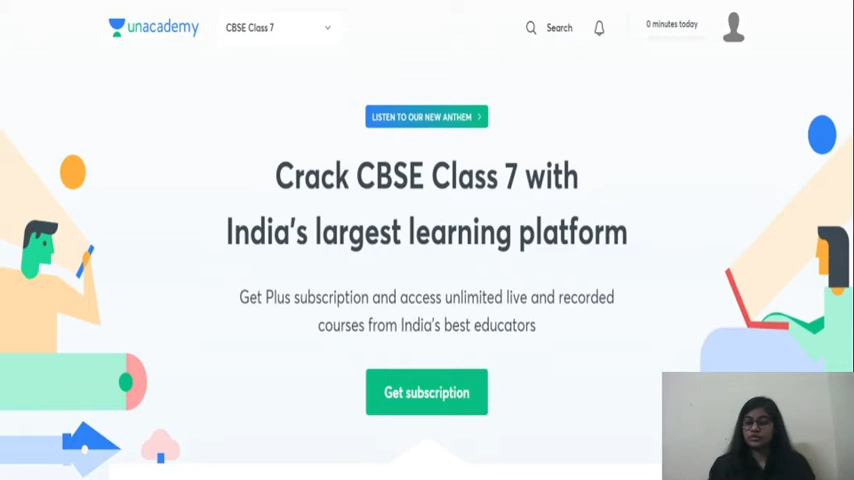 unacademy
CBSE Class 7
Search
0 minutes today
LISTEN TO OUR NEW ANTHEM
Crack CBSE Class 7 with
India's largest learning platform
Get Plus subscription and access unlimited live and recorded
courses from India's best educators
Get subscription